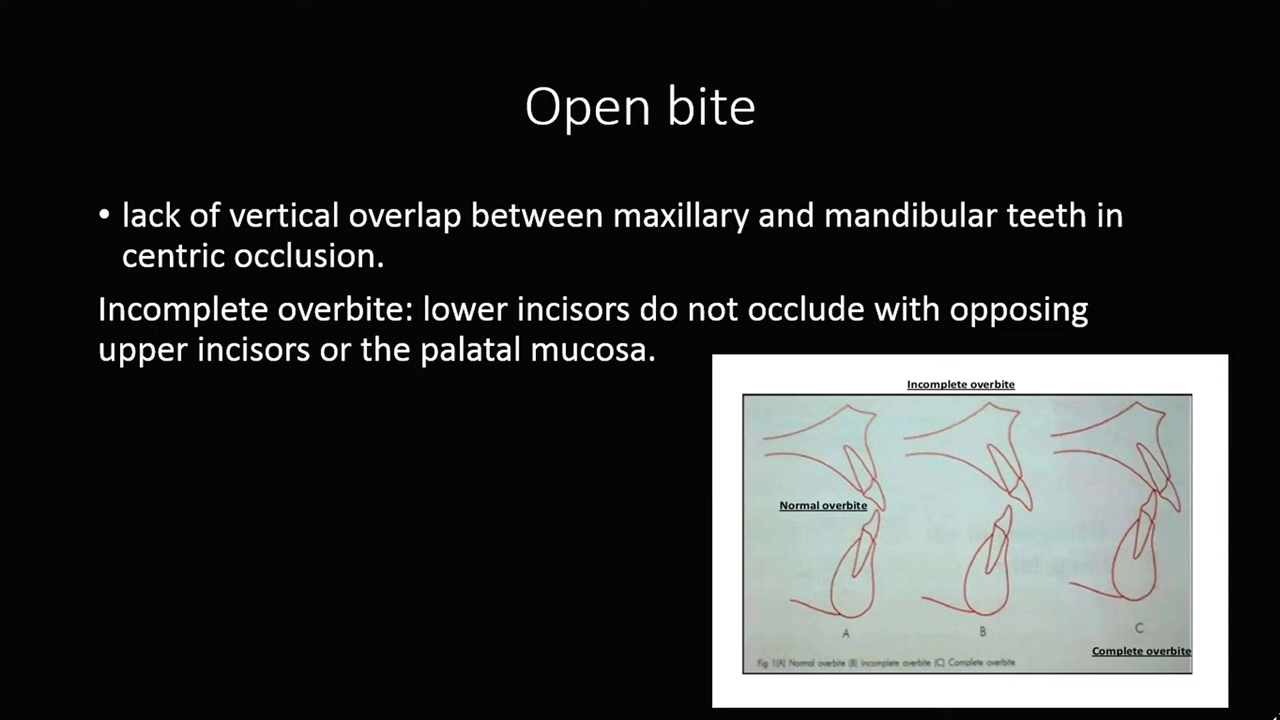 Open bite
• lack of vertical overlap between maxillary and mandibular teeth in
centric occlusion.
Incomplete overbite: lower incisors do not occlude with opposing
upper incisors or the palatal mucosa.
Incomplete overbite
Normal overbite
A
B
C
Complete overbite
Fig 1(A) Normal overbite (B) Incomplete overbite (C) Complete overbite